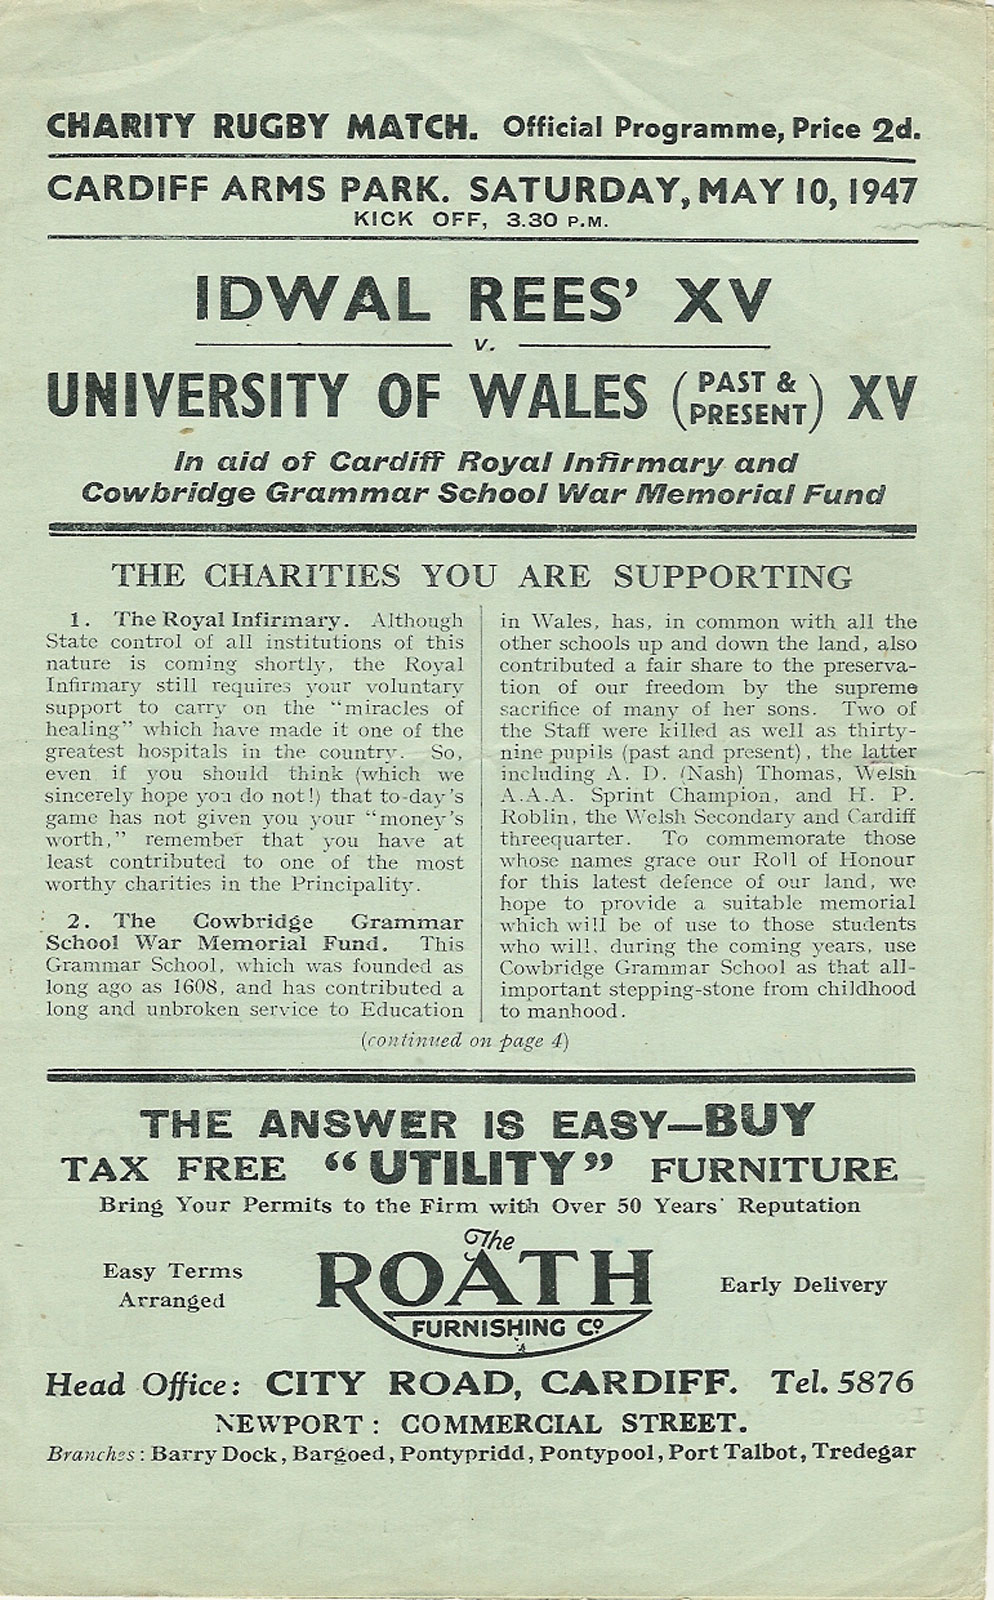 CHARITY RUGBY MATCH. Official Programme, Price 2d.
CARDIFF ARMS PARK. SATURDAY, MAY 10, 1947
KICK OFF, 3.30 P.M.
IDWAL REES' XV
v.
UNIVERSITY OF WALES (PAST & PRESENT) XV
In aid of Cardiff Royal Infirmary and
Cowbridge Grammar School War Memorial Fund
THE CHARITIES YOU ARE SUPPORTING
1. The Royal Infirmary. Although
State control of all institutions of this
nature is coming shortly, the Royal
Infirmary still requires your voluntary
support to carry on the "miracles of
healing" which have made it one of the
greatest hospitals in the country. So,
even if you should think (which we
sincerely hope you do not!) that to-day's
game has not given you your "money's
worth," remember that you have at
least contributed to one of the most
worthy charities in the Principality.
2. The Cowbridge Grammar
School War Memorial Fund. This
Grammar School, which was founded as
long ago as 1608, and has contributed a
long and unbroken service to Education
in Wales, has, in common with all the
other schools up and down the land, also
contributed a fair share to the preserva-
tion of our freedom by the supreme
sacrifice of many of her sons. Two of
the Staff were killed as well as thirty-
nine pupils (past and present), the latter
including A. D. (Nash) Thomas, Welsh
A.A.A. Sprint Champion, and H. P.
Roblin, the Welsh Secondary and Cardiff
threequarter. To commemorate those
whose names grace our Roll of Honour
for this latest defence of our land, we
hope to provide a suitable memorial
which will be of use to those students
who will, during the coming years, use
Cowbridge Grammar School as that all-
important stepping-stone from childhood
to manhood.
(continued on page 4)
THE ANSWER IS EASY—BUY
TAX FREE "UTILITY" FURNITURE
Bring Your Permits to the Firm with Over 50 Years' Reputation
Easy Terms
Arranged
The
ROATH
FURNISHING Co.
Early Delivery
Head Office: CITY ROAD, CARDIFF. Tel. 5876
NEWPORT: COMMERCIAL STREET.
Branches: Barry Dock, Bargoed, Pontypridd, Pontypool, Port Talbot, Tredegar